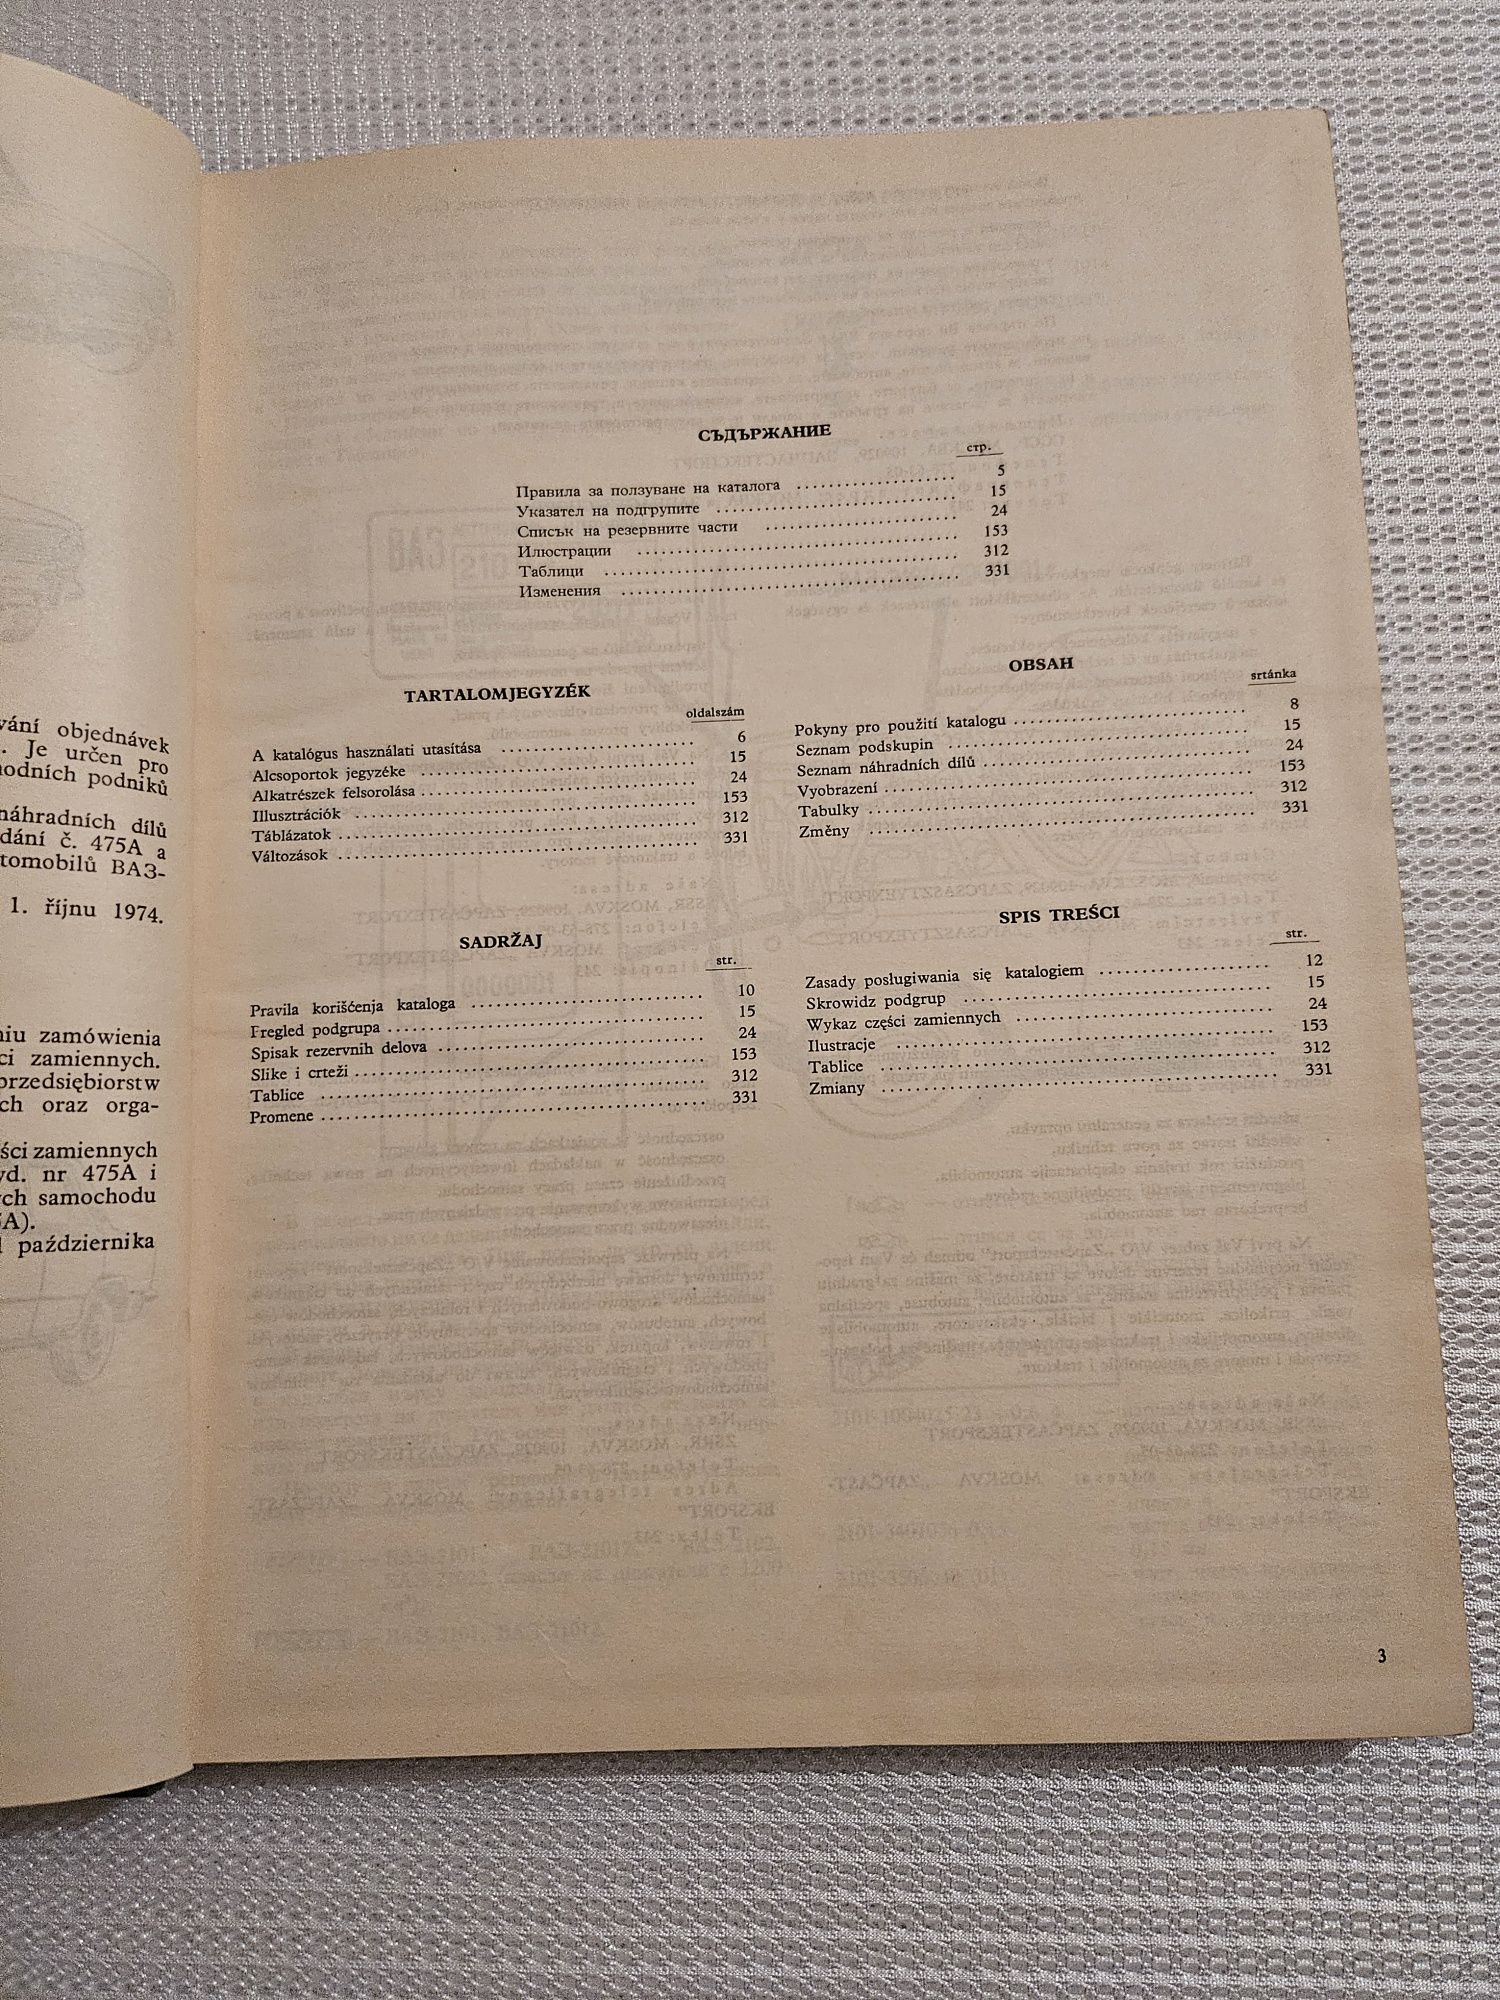 vání objednávek
. Je určen pro
hodních podniků
náhradních dílů
dání č. 475A a
tomobilů ВАЗ-
1. říjnu 1974.
niu zamówienia
ci zamiennych.
przedsiębiorstw
ch oraz orga-
ści zamiennych
yd. nr 475A i
ych samochodu
A).
października
СЪДЪРЖАНИЕ
стр.
Правила за ползуване на каталога 5
Указател на подгрупите 15
Списък на резервните части 24
Илюстрации 153
Таблици 312
Изменения 331
TARTALOMJEGYZÉK
oldalszám
A katalógus használati utasítása 6
Alcsoportok jegyzéke 15
Alkatrészek felsorolása 24
Illusztrációk 153
Táblázatok 312
Változások 331
OBSAH
srtánka
Pokyny pro použití katalogu 8
Seznam podskupin 15
Seznam náhradních dílů 24
Vyobrazení 153
Tabulky 312
Změny 331
SADRŽAJ
str.
Pravila korišćenja kataloga 10
Fregled podgrupa 15
Spisak rezervnih delova 24
Slike i crteži 153
Tablice 312
Promene 331
SPIS TREŚCI
str.
Zasady posługiwania się katalogiem 12
Skrowidz podgrup 15
Wykaz części zamiennych 24
Ilustracje 153
Tablice 312
Zmiany 331
3